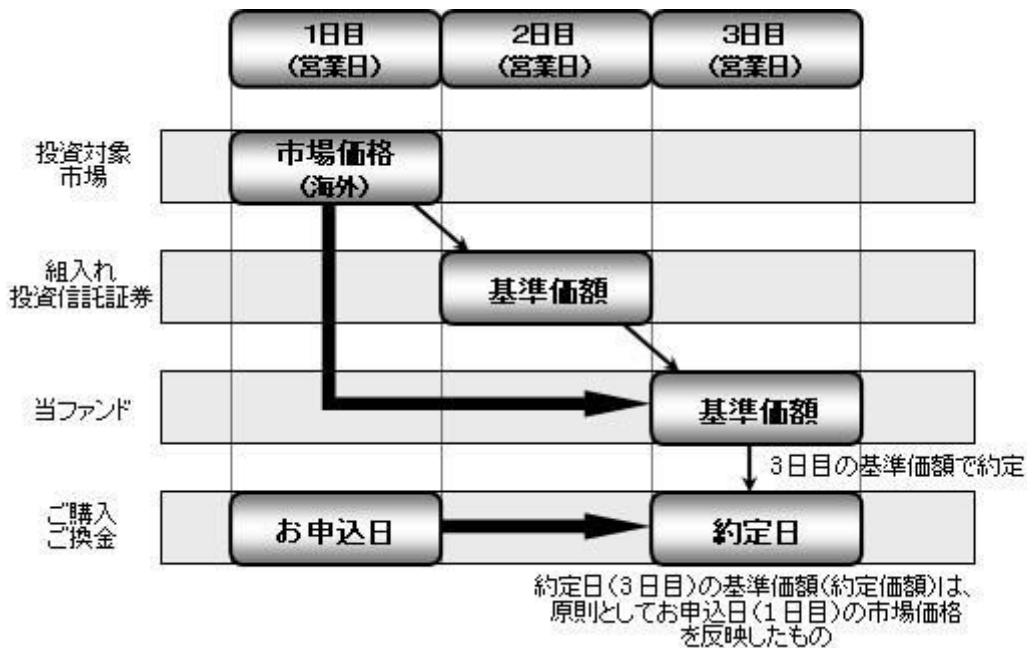 1日目
(営業日)
2日目
(営業日)
3日目
(営業日)
投資対象
市場
市場価格
(海外)
組入れ
投資信託証券
基準価額
当ファンド
基準価額
3日目の基準価額で約定
ご購入
ご換金
お申込日
約定日
約定日(3日目)の基準価額(約定価額)は、
原則としてお申込日(1日目)の市場価格
を反映したもの